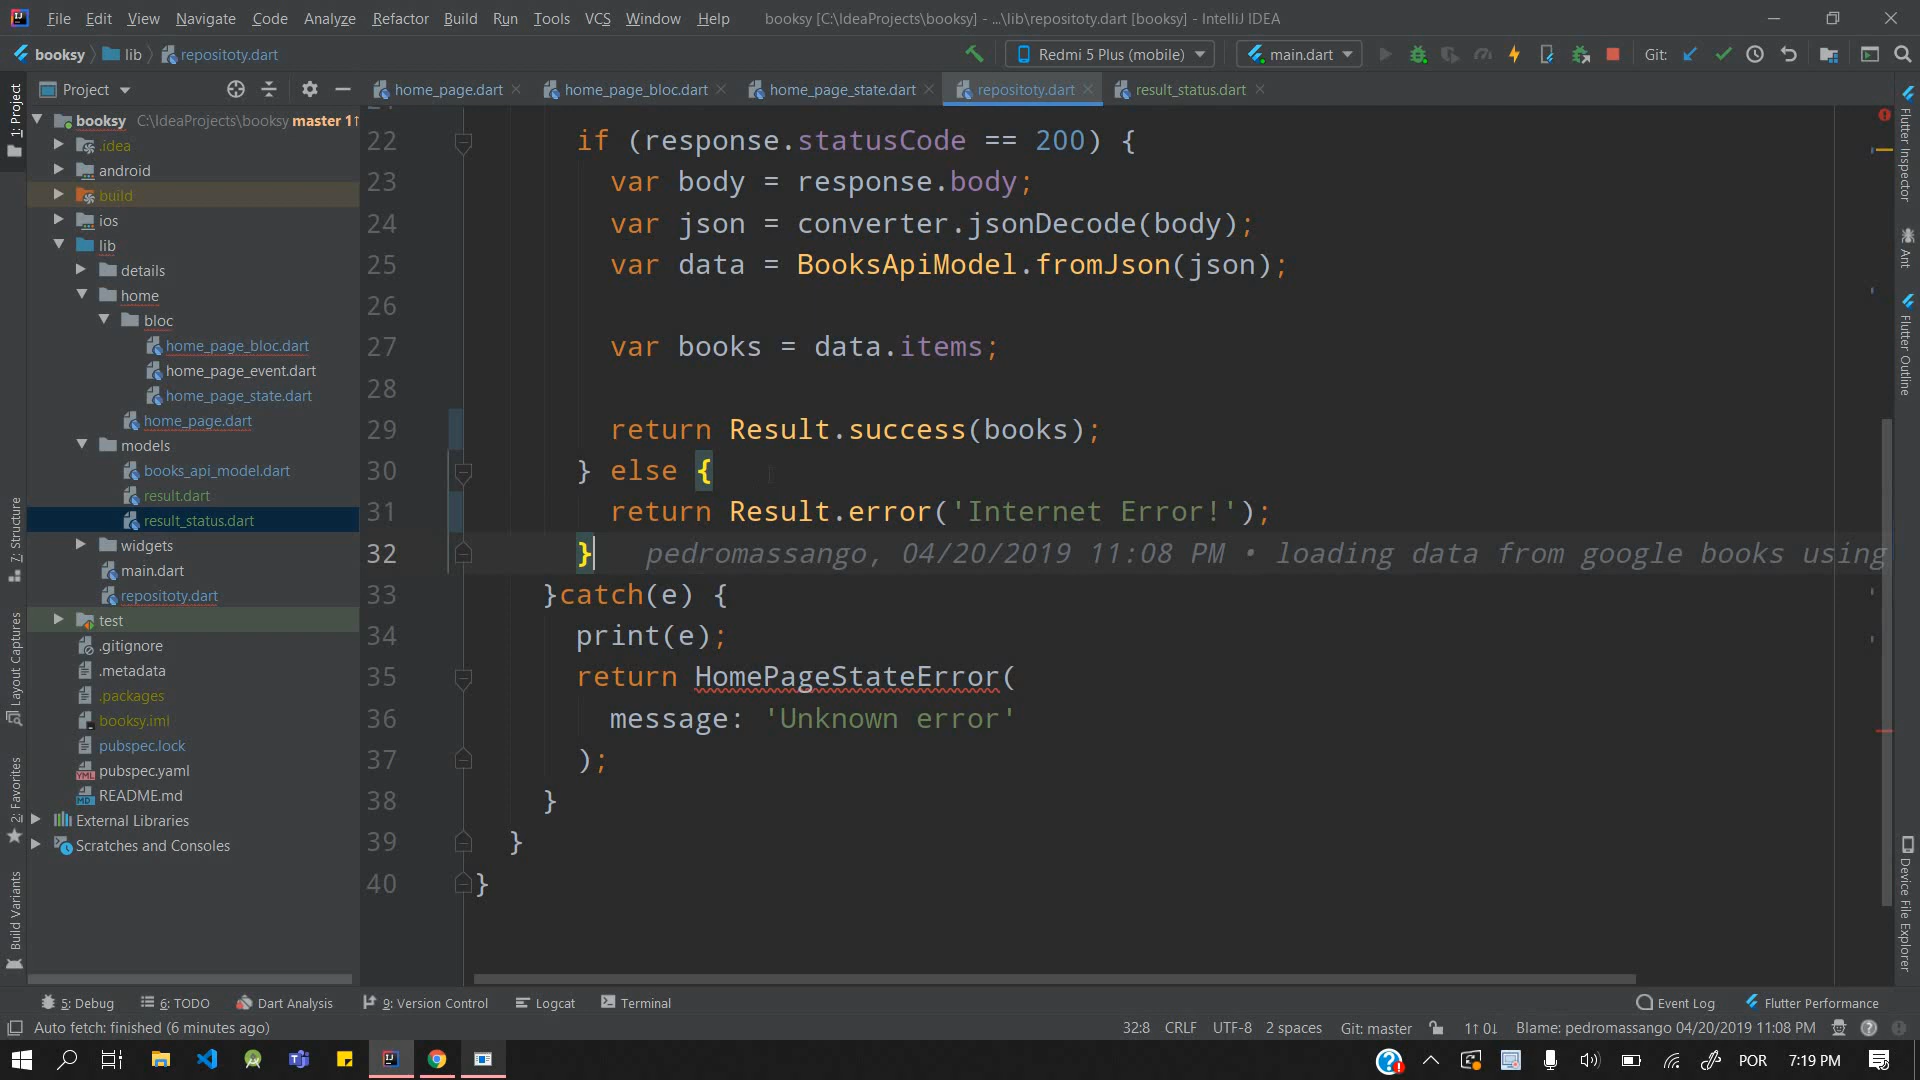 File Edit View Navigate Code Analyze Refactor Build Run Tools VCS Window Help booksy [C:\IdeaProjects\booksy] - ...\lib\repositoty.dart [booksy] - IntelliJ IDEA
booksy lib repositoty.dart Redmi 5 Plus (mobile) main.dart Git:
Project home_page.dart home_page_bloc.dart home_page_state.dart repositoty.dart result_status.dart
booksy C:\IdeaProjects\booksy master 1↑
.idea
android
build
ios
lib
details
home
bloc
home_page_bloc.dart
home_page_event.dart
home_page_state.dart
home_page.dart
models
books_api_model.dart
result.dart
result_status.dart
widgets
main.dart
repositoty.dart
test
.gitignore
.metadata
.packages
booksy.iml
pubspec.lock
pubspec.yaml
README.md
External Libraries
Scratches and Consoles
22 if (response.statusCode == 200) {
23 var body = response.body;
24 var json = converter.jsonDecode(body);
25 var data = BooksApiModel.fromJson(json);
26
27 var books = data.items;
28
29 return Result.success(books);
30 } else {
31 return Result.error('Internet Error!');
32 } pedromassango, 04/20/2019 11:08 PM • loading data from google books using
33 }catch(e) {
34 print(e);
35 return HomePageStateError(
36 message: 'Unknown error'
37 );
38 }
39 }
40 }
1: Project
7: Structure
Layout Captures
2: Favorites
Build Variants
Flutter Inspector
Ant
Flutter Outline
Device File Explorer
5: Debug 6: TODO Dart Analysis 9: Version Control Logcat Terminal Event Log Flutter Performance
Auto fetch: finished (6 minutes ago) 32:8 CRLF UTF-8 2 spaces Git: master 1↑ 0↓ Blame: pedromassango 04/20/2019 11:08 PM
POR 7:19 PM